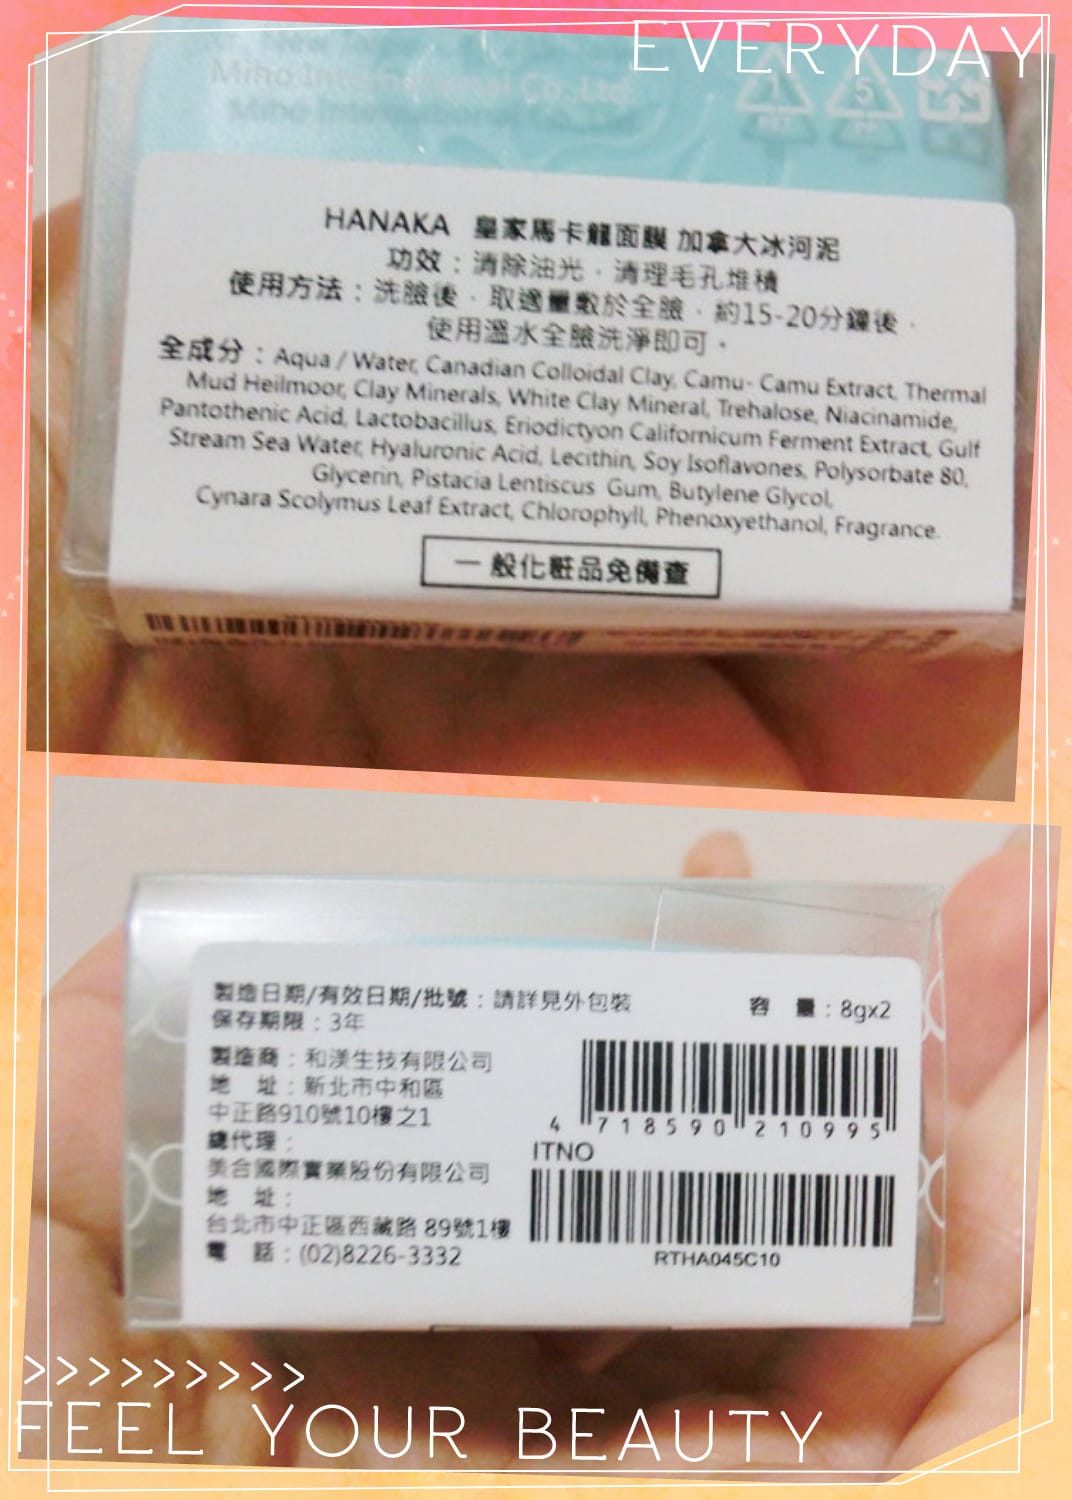 EVERYDAY
Miho International Co., Ltd.
1
5
HANAKA 皇家馬卡龍面膜 加拿大冰河泥
功效：清除油光．清理毛孔堆積
使用方法：洗臉後．取適量敷於全臉．約15-20分鐘後．
使用溫水全臉洗淨即可。
全成分：Aqua / Water, Canadian Colloidal Clay, Camu- Camu Extract, Thermal
Mud Heilmoor, Clay Minerals, White Clay Mineral, Trehalose, Niacinamide,
Pantothenic Acid, Lactobacillus, Eriodictyon Californicum Ferment Extract, Gulf
Stream Sea Water, Hyaluronic Acid, Lecithin, Soy Isoflavones, Polysorbate 80,
Glycerin, Pistacia Lentiscus Gum, Butylene Glycol,
Cynara Scolymus Leaf Extract, Chlorophyll, Phenoxyethanol, Fragrance.
一般化粧品免備查
製造日期/有效日期/批號：請詳見外包裝
容 量：8gx2
保存期限：3年
製造商：和渼生技有限公司
地 址：新北市中和區
中正路910號10樓之1
總代理：
美合國際實業股份有限公司
地 址：
台北市中正區西藏路 89號1樓
電 話：(02)8226-3332
4 718590 210995
ITNO
RTHA045C10
>>>>>>>>>
FEEL YOUR BEAUTY